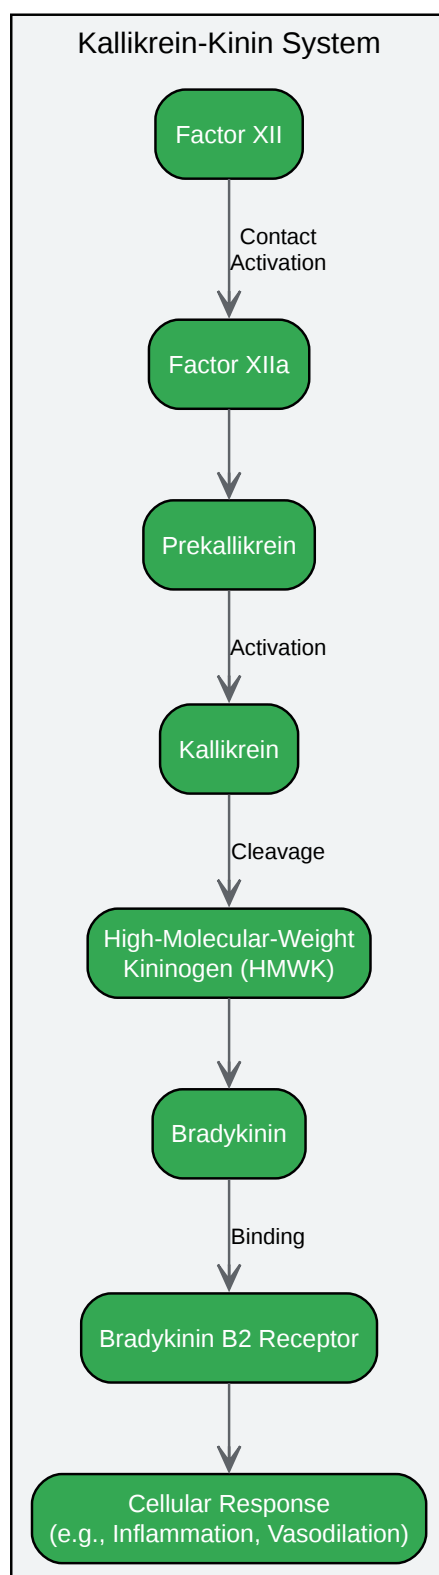 Kallikrein-Kinin System
Factor XII
Contact
Activation
Factor XIIa
Prekallikrein
Activation
Kallikrein
Cleavage
High-Molecular-Weight
Kininogen (HMWK)
Bradykinin
Binding
Bradykinin B2 Receptor
Cellular Response
(e.g., Inflammation, Vasodilation)